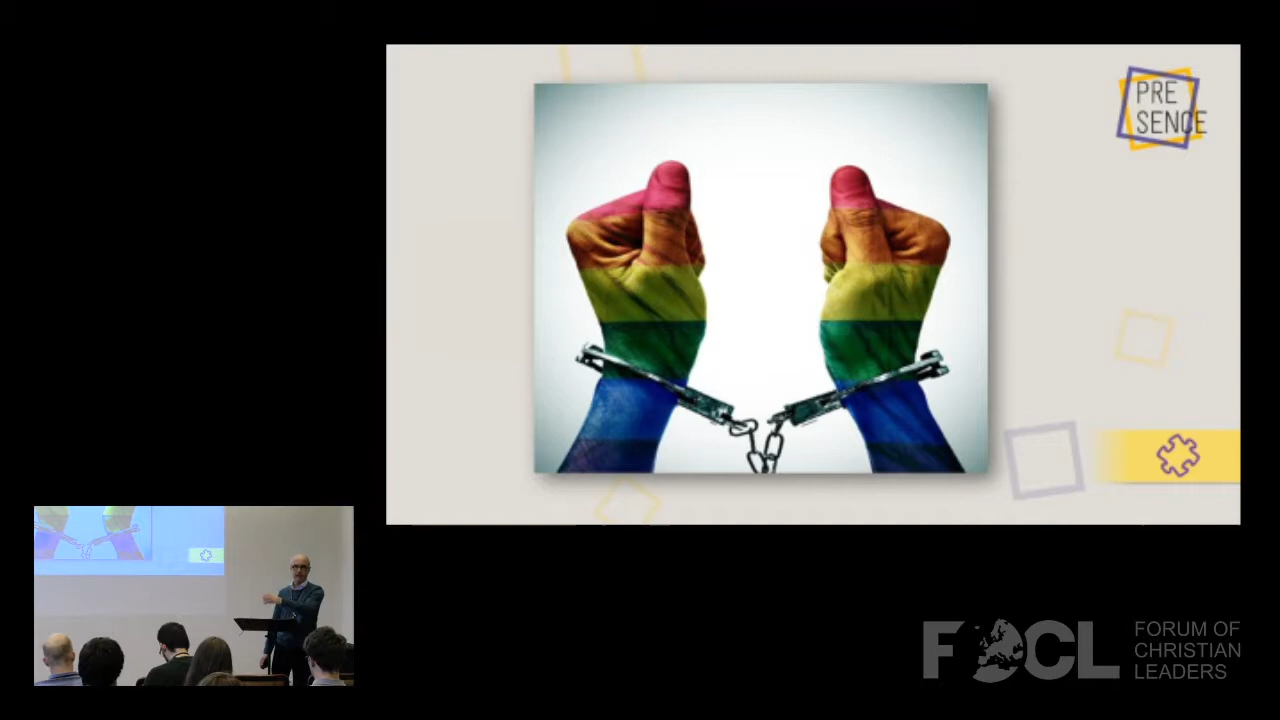 PRE
SENCE
FOCL
FORUM OF
CHRISTIAN
LEADERS